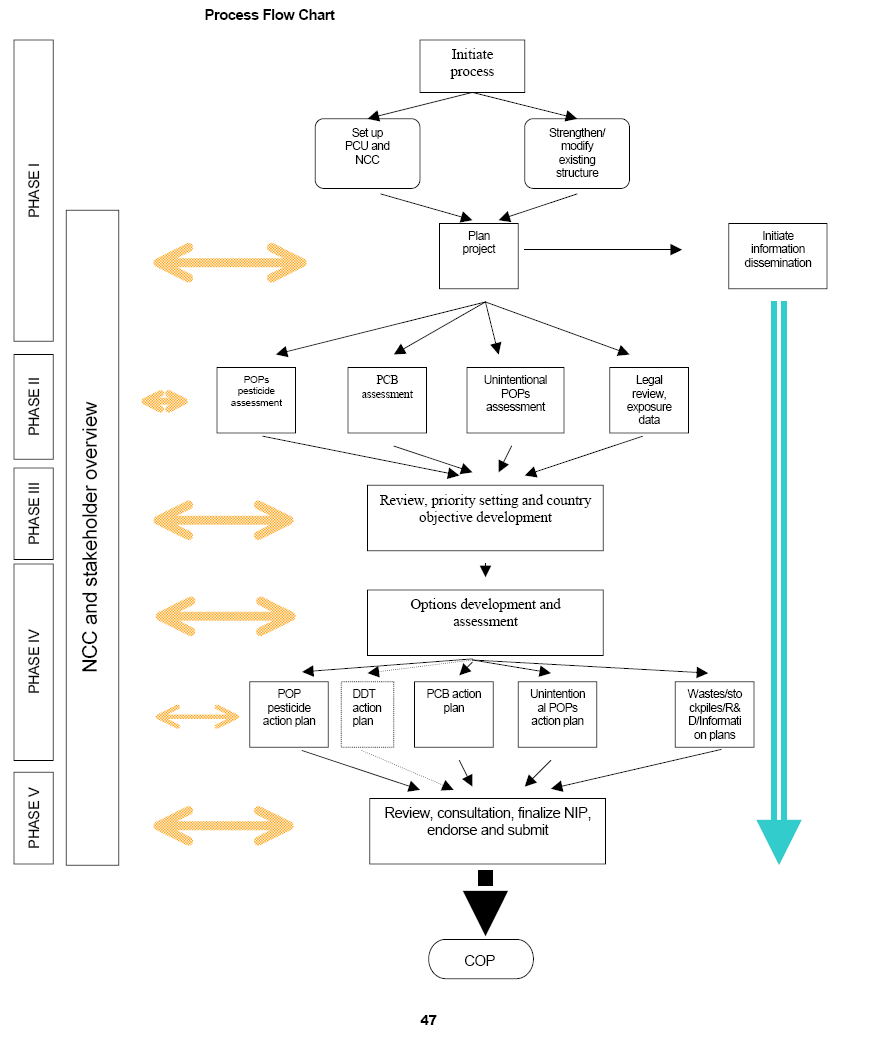 Process Flow Chart
PHASE I
Initiate
process
Set up
PCU and
NCC
Strengthen/
modify
existing
structure
Plan
project
Initiate
information
dissemination
NCC and stakeholder overview
PHASE II
POPs
pesticide
assessment
PCB
assessment
Unintentional
POPs
assessment
Legal
review,
exposure
data
PHASE III
Review, priority setting and country
objective development
PHASE IV
Options development and
assessment
POP
pesticide
action plan
DDT
action
plan
PCB action
plan
Unintention
al POPs
action plan
Wastes/sto
ckpiles/R&
D/Informati
on plans
PHASE V
Review, consultation, finalize NIP,
endorse and submit
COP
47